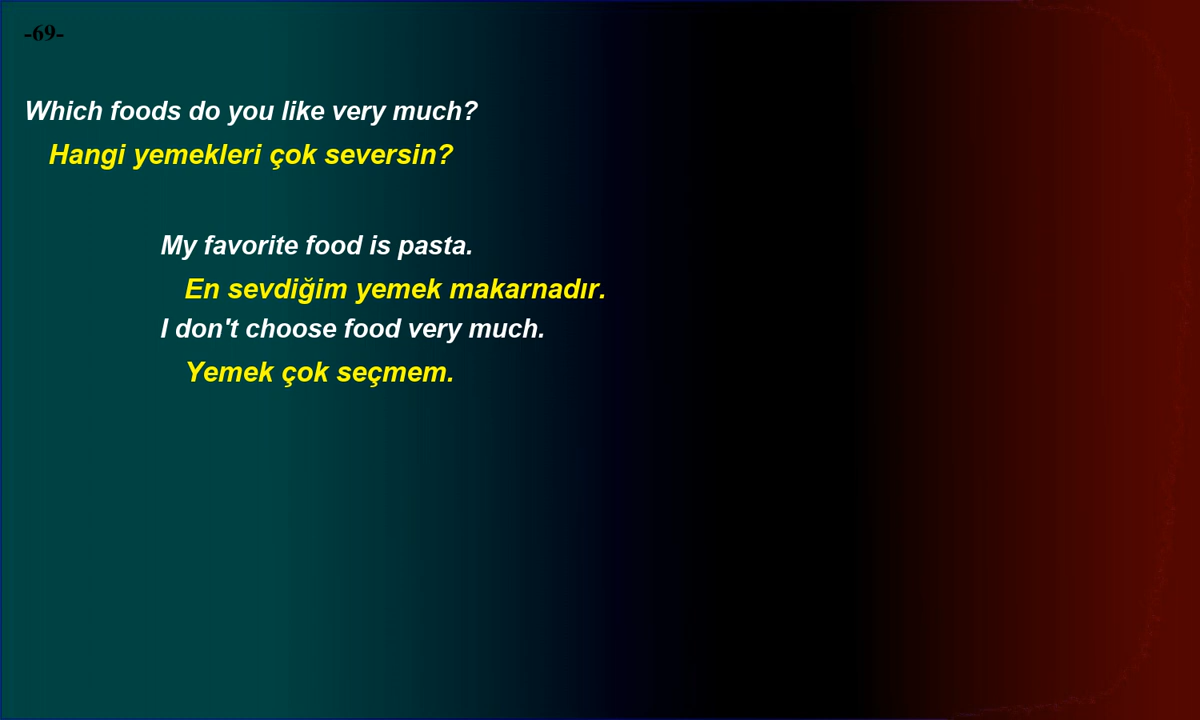 -69-
Which foods do you like very much?
Hangi yemekleri çok seversin?
My favorite food is pasta.
En sevdiğim yemek makarnadır.
I don't choose food very much.
Yemek çok seçmem.